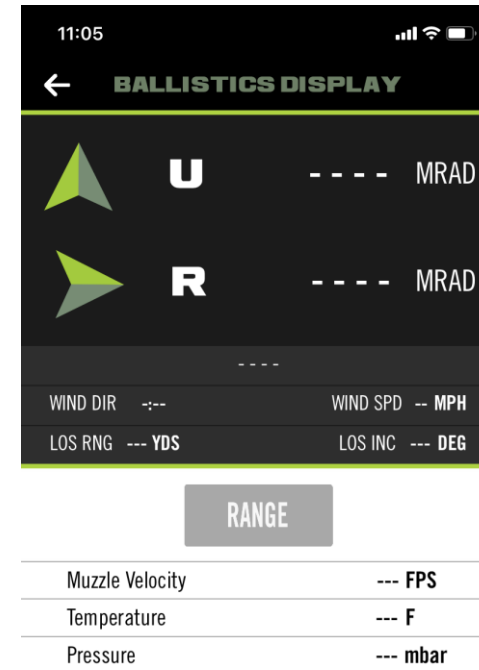 11:05
BALLISTICS DISPLAY
U - - - - MRAD
R - - - - MRAD
- - - -
WIND DIR -:-- WIND SPD -- MPH
LOS RNG --- YDS LOS INC --- DEG
RANGE
Muzzle Velocity --- FPS
Temperature --- F
Pressure --- mbar